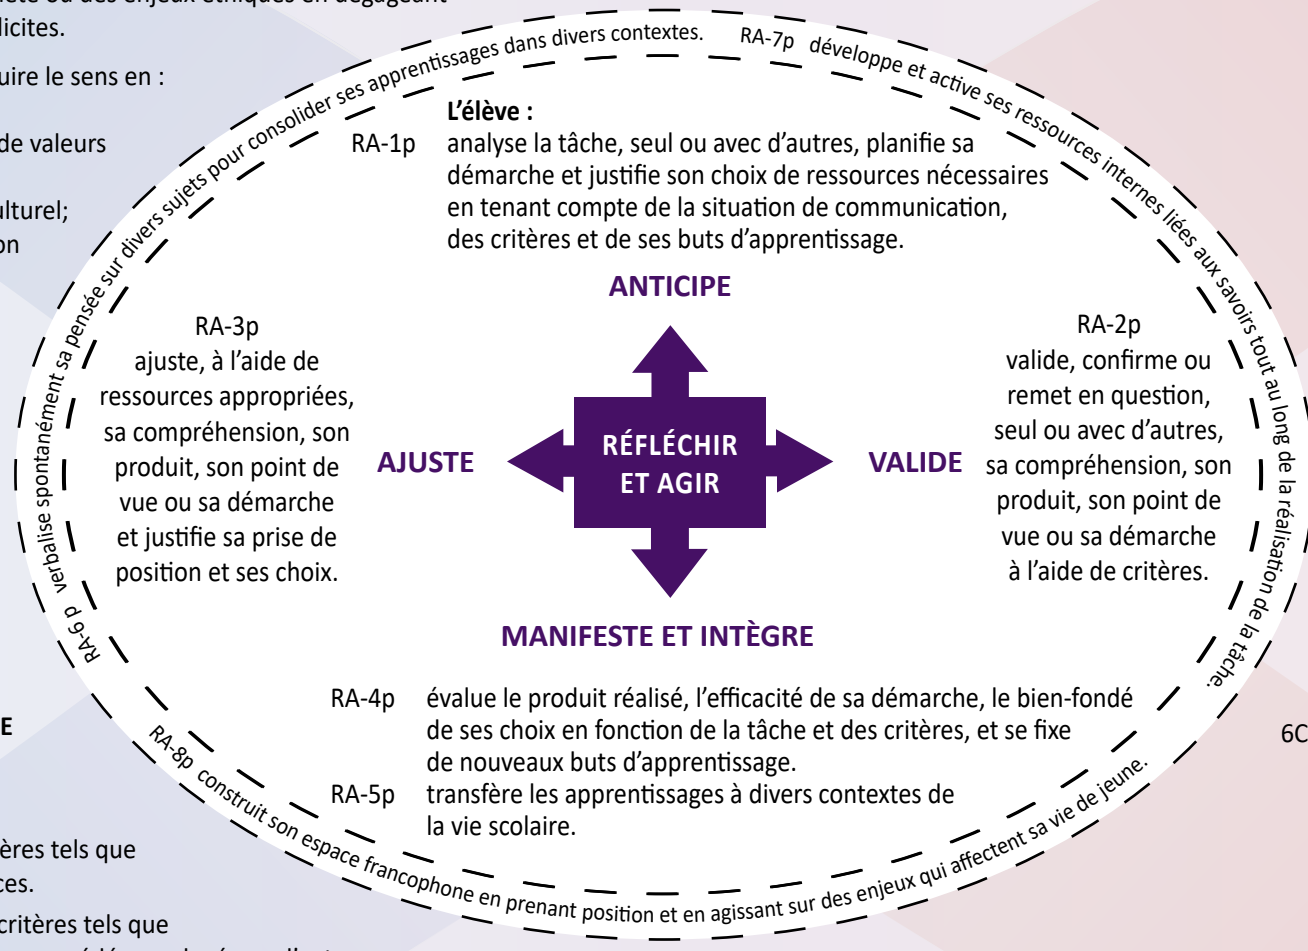 été ou des enjeux éthiques en dégageant
licites.
uire le sens en :
de valeurs
ulturel;
on
RA-6 p verbalise spontanément sa pensée sur divers sujets pour consolider ses apprentissages dans divers contextes.
RA-7p développe et active ses ressources internes liées aux savoirs tout au long de la réalisation de la tâche.
L’élève :
RA-1p analyse la tâche, seul ou avec d’autres, planifie sa
démarche et justifie son choix de ressources nécessaires
en tenant compte de la situation de communication,
des critères et de ses buts d’apprentissage.
ANTICIPE
RA-3p
ajuste, à l’aide de
ressources appropriées,
sa compréhension, son
produit, son point de
vue ou sa démarche
et justifie sa prise de
position et ses choix.
AJUSTE
RÉFLÉCHIR
ET AGIR
VALIDE
RA-2p
valide, confirme ou
remet en question,
seul ou avec d’autres,
sa compréhension, son
produit, son point de
vue ou sa démarche
à l’aide de critères.
MANIFESTE ET INTÈGRE
RA-4p évalue le produit réalisé, l’efficacité de sa démarche, le bien-fondé
de ses choix en fonction de la tâche et des critères, et se fixe
de nouveaux buts d’apprentissage.
RA-5p transfère les apprentissages à divers contextes de
la vie scolaire.
RA-8p construit son espace francophone en prenant position et en agissant sur des enjeux qui affectent sa vie de jeune.
E
6C
ères tels que
ces.
critères tels que